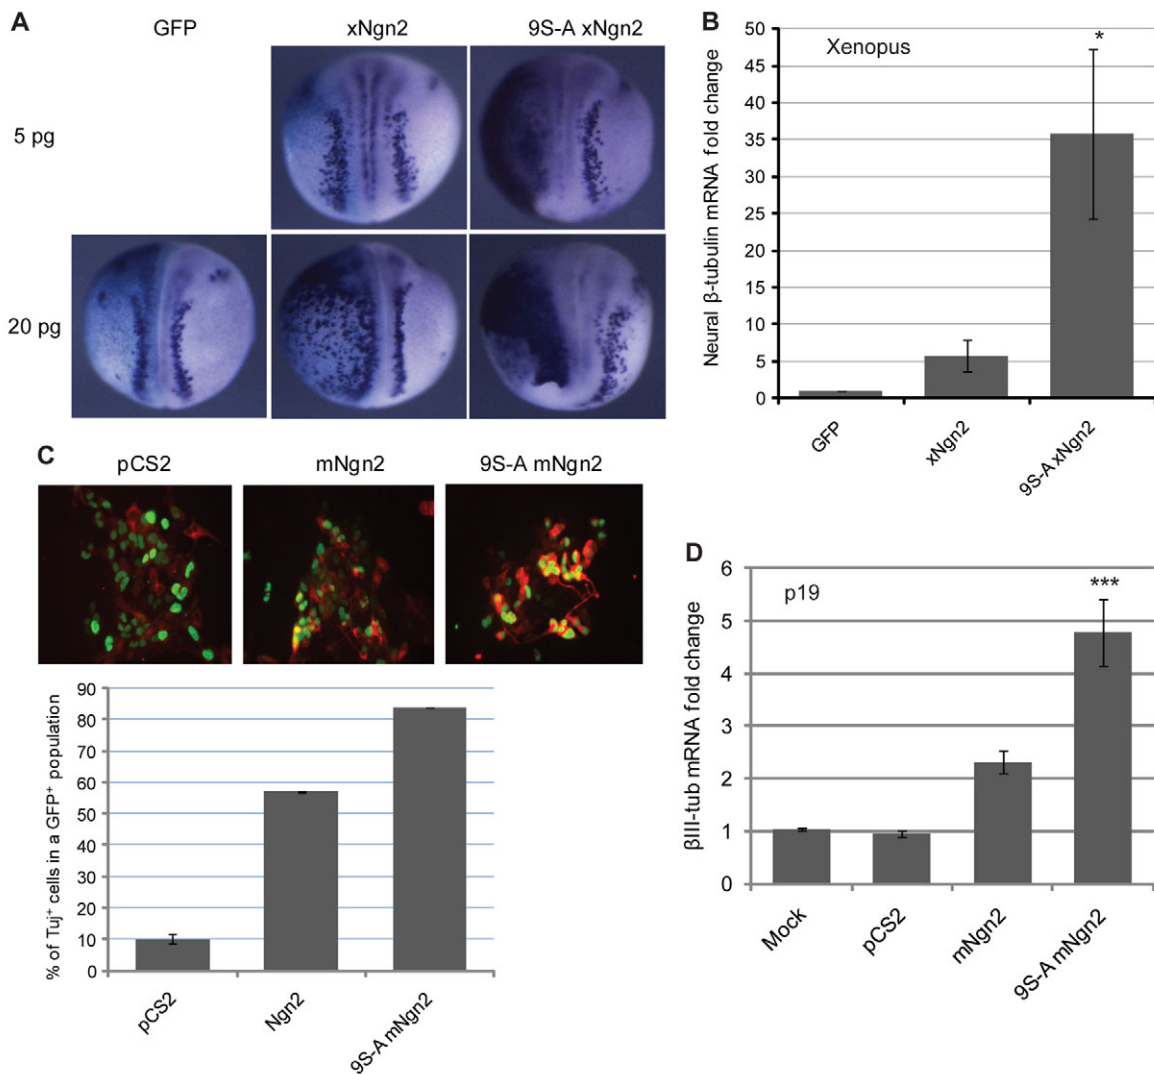 A
GFP
xNgn2
9S-A xNgn2
5 pg
20 pg
B
Xenopus
*
Neural β-tubulin mRNA fold change
50
45
40
35
30
25
20
15
10
5
0
GFP
xNgn2
9S-A xNgn2
C
pCS2
mNgn2
9S-A mNgn2
% of Tuj⁺ cells in a GFP⁺ population
90
80
70
60
50
40
30
20
10
0
pCS2
Ngn2
9S-A mNgn2
D
p19
***
βIII-tub mRNA fold change
6
5
4
3
2
1
0
Mock
pCS2
mNgn2
9S-A mNgn2